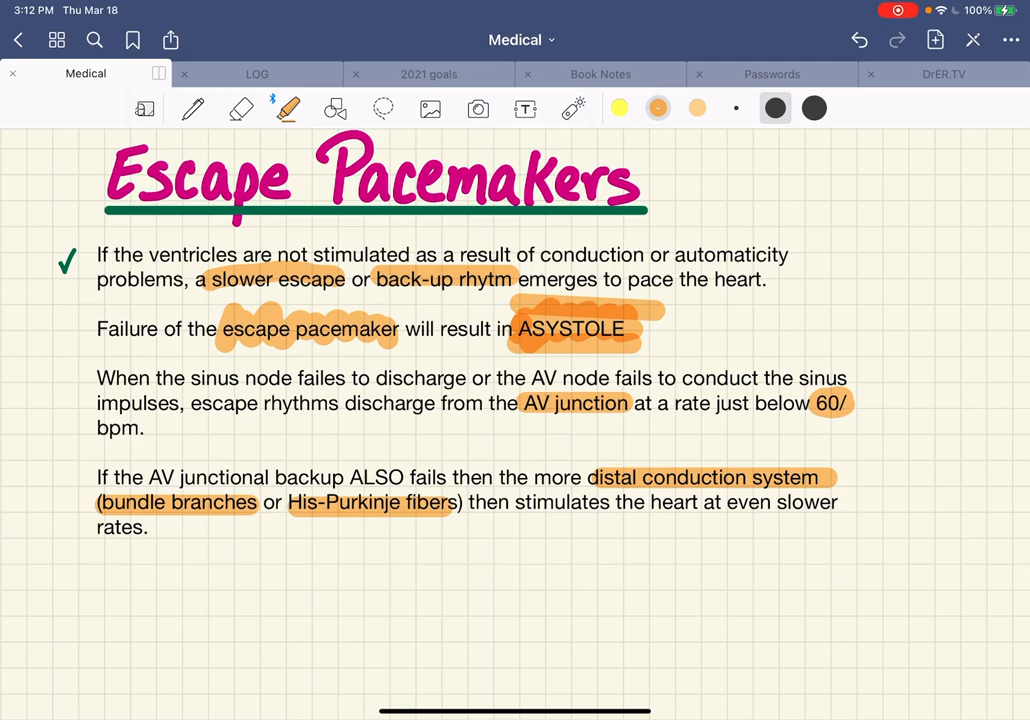 3:12 PM Thu Mar 18
100%
Medical
Medical
LOG
2021 goals
Book Notes
Passwords
DrER.TV
Escape Pacemakers
If the ventricles are not stimulated as a result of conduction or automaticity
problems, a slower escape or back-up rhytm emerges to pace the heart.
Failure of the escape pacemaker will result in ASYSTOLE
When the sinus node failes to discharge or the AV node fails to conduct the sinus
impulses, escape rhythms discharge from the AV junction at a rate just below 60/
bpm.
If the AV junctional backup ALSO fails then the more distal conduction system
(bundle branches or His-Purkinje fibers) then stimulates the heart at even slower
rates.